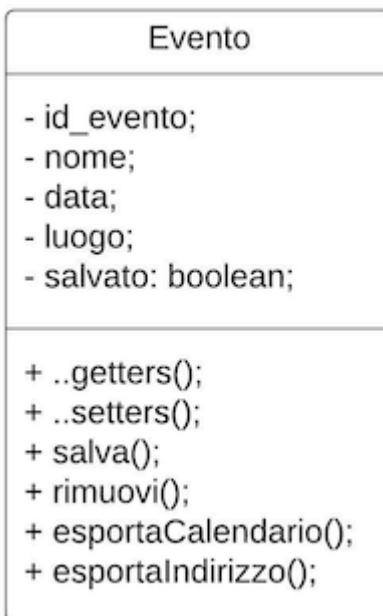 Evento
- id_evento;
- nome;
- data;
- luogo;
- salvato: boolean;
+ ..getters();
+ ..setters();
+ salva();
+ rimuovi();
+ esportaCalendario();
+ esportaIndirizzo();